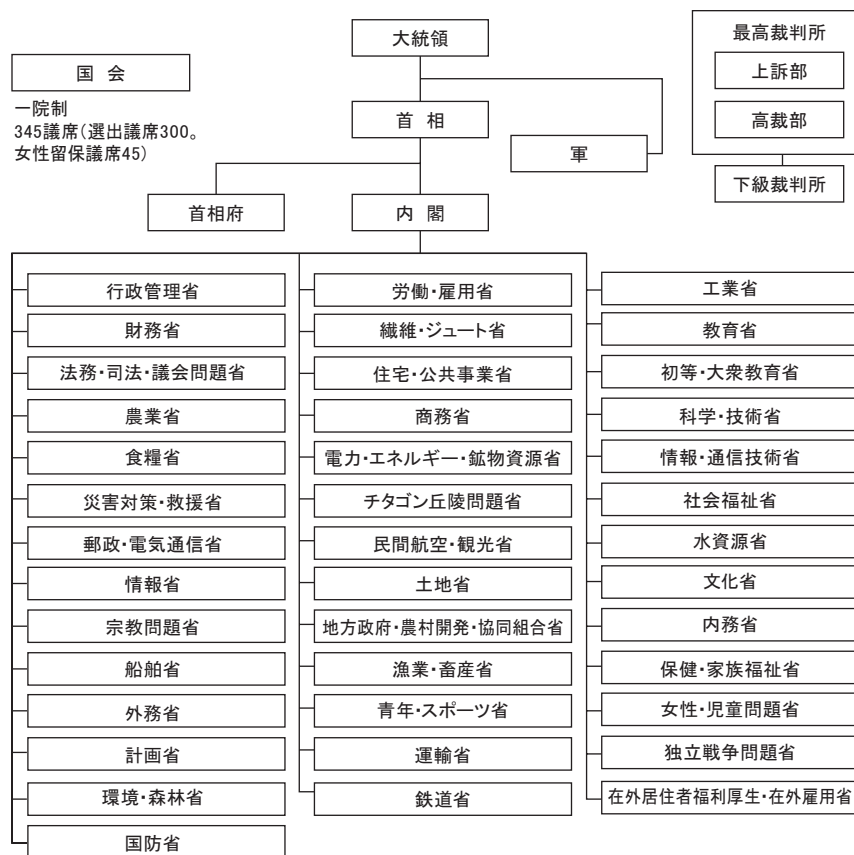 大統領
国 会
一院制
345議席(選出議席300。
女性留保議席45)
首 相
軍
首相府
内 閣
最高裁判所
上訴部
高裁部
下級裁判所
行政管理省
財務省
法務・司法・議会問題省
農業省
食糧省
災害対策・救援省
郵政・電気通信省
情報省
宗教問題省
船舶省
外務省
計画省
環境・森林省
国防省
労働・雇用省
繊維・ジュート省
住宅・公共事業省
商務省
電力・エネルギー・鉱物資源省
チタゴン丘陵問題省
民間航空・観光省
土地省
地方政府・農村開発・協同組合省
漁業・畜産省
青年・スポーツ省
運輸省
鉄道省
工業省
教育省
初等・大衆教育省
科学・技術省
情報・通信技術省
社会福祉省
水資源省
文化省
内務省
保健・家族福祉省
女性・児童問題省
独立戦争問題省
在外居住者福利厚生・在外雇用省